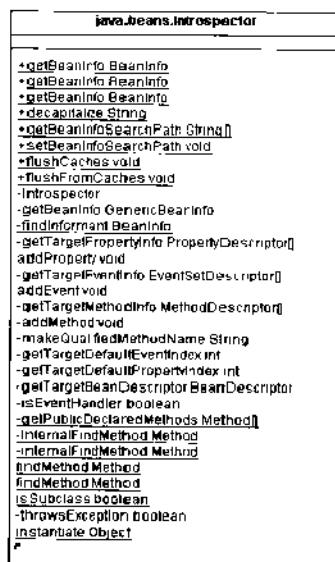 java.beans.Introspector
+getBeanInfo BeanInfo
+getBeanInfo BeanInfo
+getBeanInfo BeanInfo
+decapitalize String
+getBeanInfoSearchPath String[]
+setBeanInfoSearchPath void
+flushCaches void
+flushFromCaches void
-Introspector
-getBeanInfo GenericBeanInfo
-findInformant BeanInfo
-getTargetPropertyInfo PropertyDescriptor[]
addProperty void
-getTargetEventInfo EventSetDescriptor[]
addEvent void
-getTargetMethodInfo MethodDescriptor[]
-addMethod void
-makeQualifiedMethodName String
-getTargetDefaultEventIndex int
-getTargetDefaultPropertyIndex int
-getTargetBeanDescriptor BeanDescriptor
-isEventHandler boolean
-getPublicDeclaredMethods Method[]
-internalFindMethod Method
-internalFindMethod Method
findMethod Method
findMethod Method
isSubclass boolean
-throwsException boolean
instantiate Object